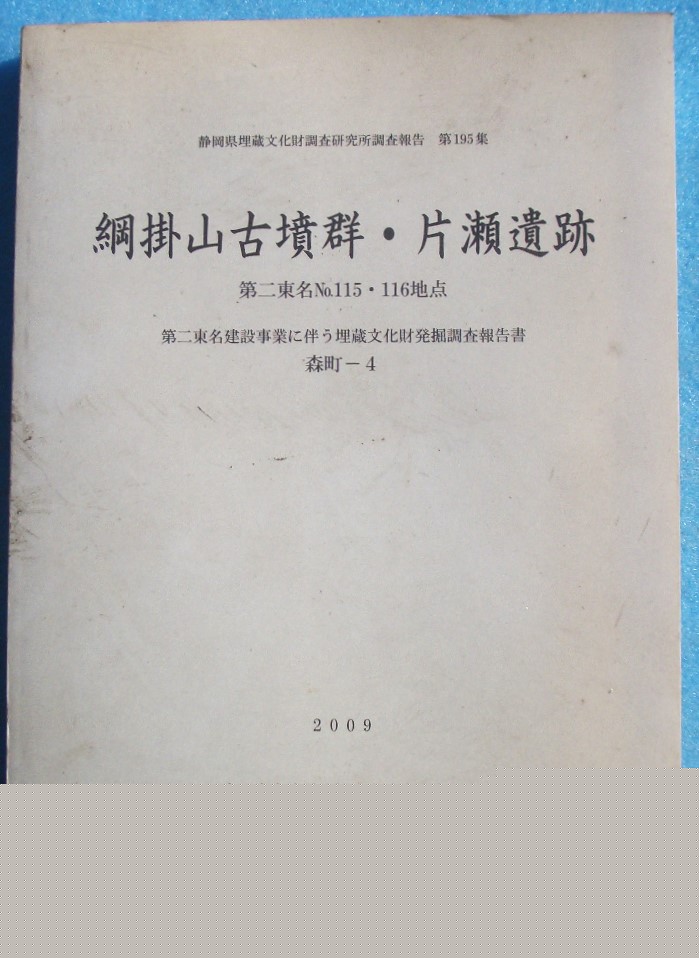 静岡県埋蔵文化財調査研究所調査報告　第195集
綱掛山古墳群・片瀬遺跡
第二東名№115・116地点
第二東名建設事業に伴う埋蔵文化財発掘調査報告書
森町－4
2009